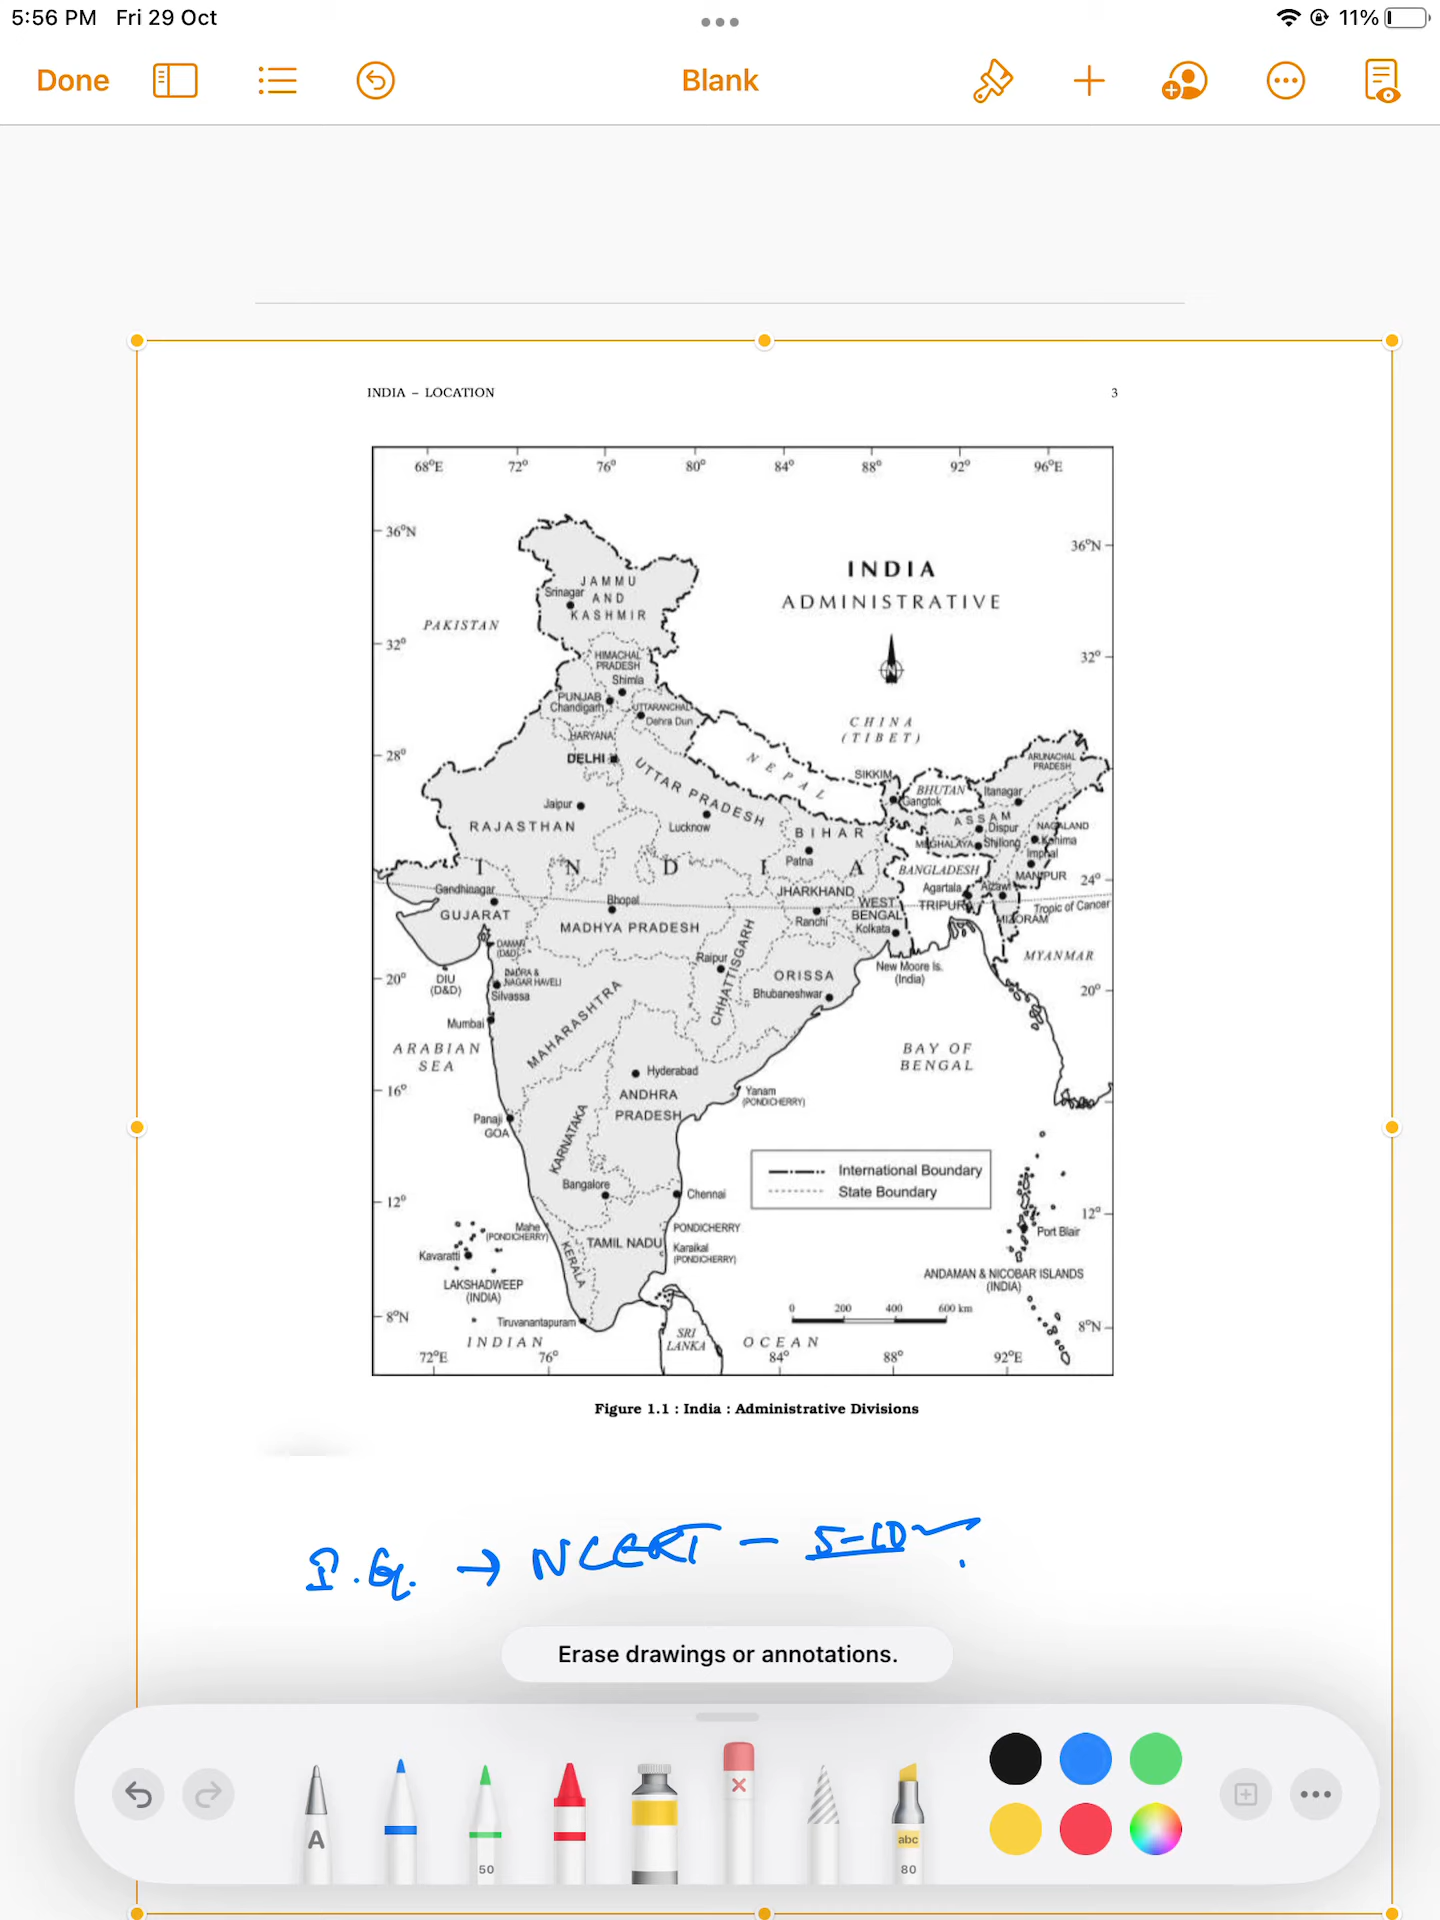 5:56 PM Fri 29 Oct
11%
Done
Blank
INDIA – LOCATION
3
68°E 72° 76° 80° 84° 88° 92° 96°E
36°N
36°N
INDIA
ADMINISTRATIVE
JAMMU
AND
KASHMIR
Srinagar
PAKISTAN
32°
32°
HIMACHAL
PRADESH
Shimla
PUNJAB
Chandigarh
UTTARANCHAL
Dehra Dun
HARYANA
CHINA
(TIBET)
28°
DELHI
NEPAL
UTTAR PRADESH
SIKKIM
Gangtok
BHUTAN
ARUNACHAL
PRADESH
Itanagar
Jaipur
RAJASTHAN
Lucknow
BIHAR
Patna
ASSAM
Dispur
NAGALAND
Kohima
MEGHALAYA
Shillong
Imphal
MANIPUR
I N D I A
BANGLADESH
24°
Gandhinagar
GUJARAT
Bhopal
MADHYA PRADESH
JHARKHAND
Ranchi
WEST
BENGAL
Kolkata
Agartala
TRIPURA
Aizawl
MIZORAM
Tropic of Cancer
DAMAN
(D&D)
Raipur
CHHATTISGARH
New Moore Is.
(India)
MYANMAR
20°
DIU
(D&D)
DADRA &
NAGAR HAVELI
Silvassa
ORISSA
Bhubaneshwar
20°
Mumbai
MAHARASHTRA
ARABIAN
SEA
BAY OF
BENGAL
Hyderabad
16°
ANDHRA
PRADESH
Yanam
(PONDICHERRY)
Panaji
GOA
KARNATAKA
International Boundary
State Boundary
Bangalore
Chennai
12°
12°
Mahe
(PONDICHERRY)
PONDICHERRY
Port Blair
Kavaratti
KERALA
TAMIL NADU
Karaikal
(PONDICHERRY)
LAKSHADWEEP
(INDIA)
ANDAMAN & NICOBAR ISLANDS
(INDIA)
0 200 400 600 km
8°N
Tiruvanantapuram
8°N
INDIAN
SRI
LANKA
OCEAN
72°E 76° 84° 88° 92°E
Figure 1.1 : India : Administrative Divisions
→ NCERT – 5–10
Erase drawings or annotations.
A
50
abc
80